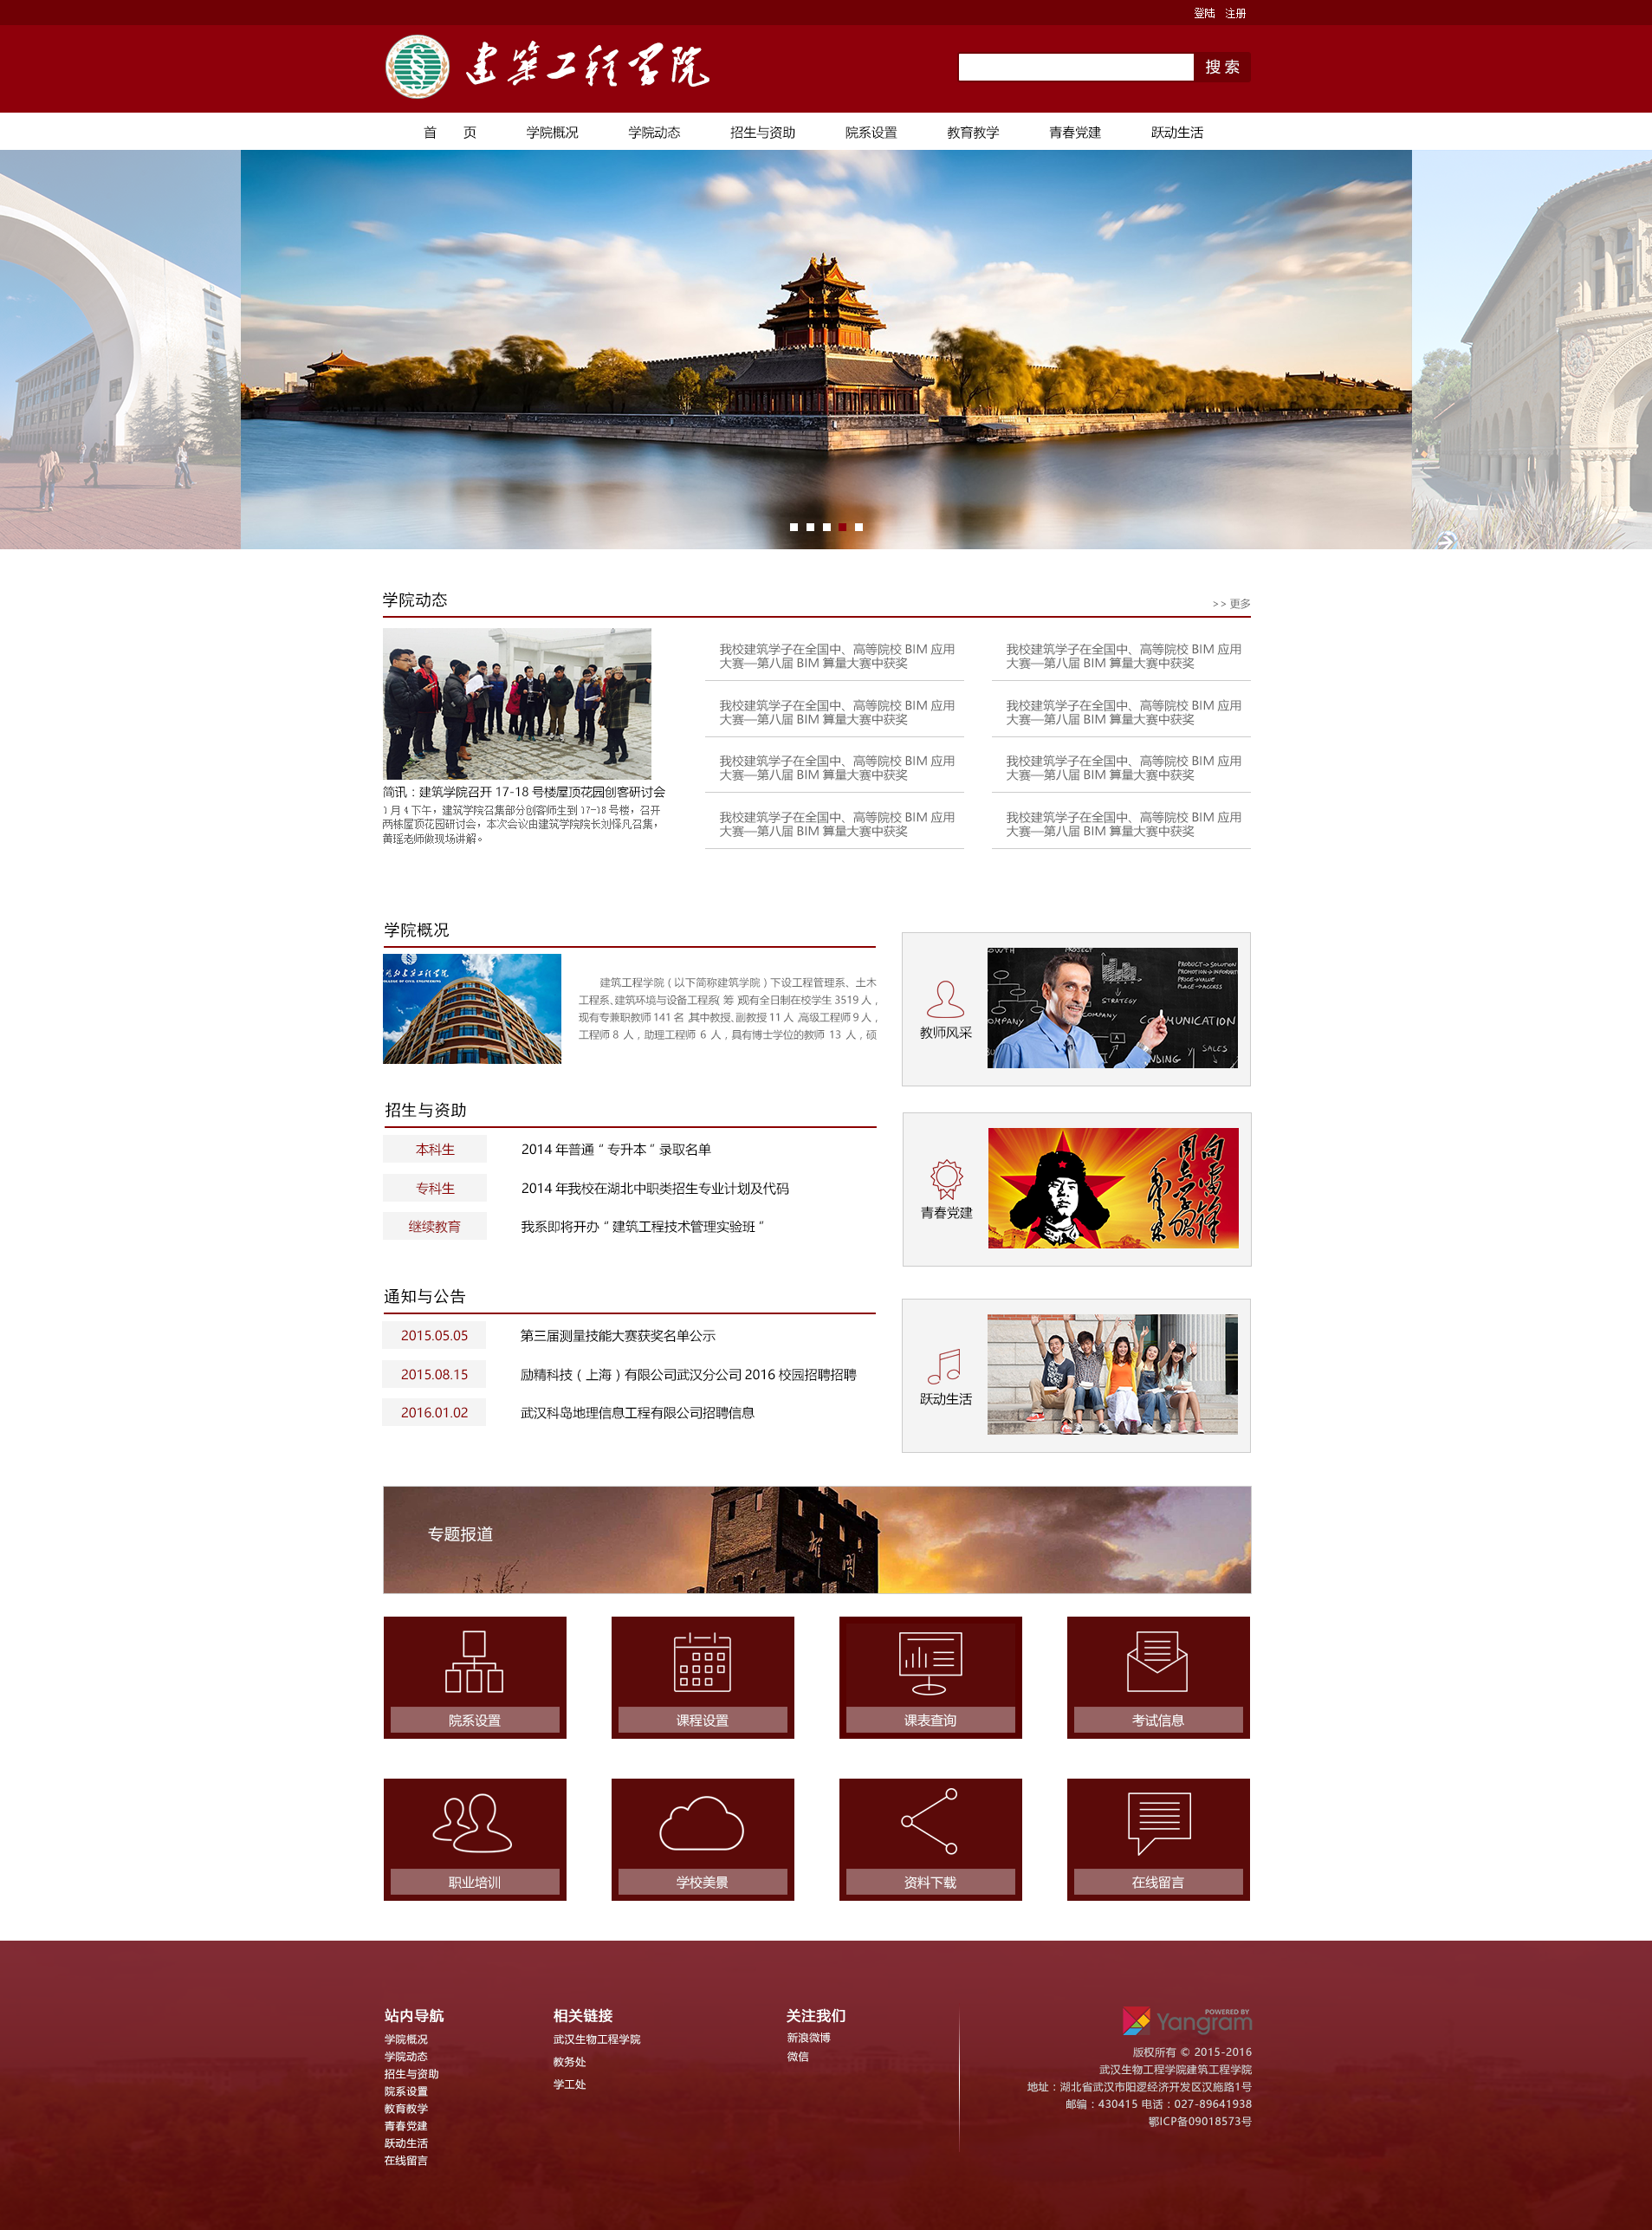 登陆 注册
建筑工程学院
搜 索
首 页 学院概况 学院动态 招生与资助 院系设置 教育教学 青春党建 跃动生活
学院动态
>> 更多
简讯：建筑学院召开 17-18 号楼屋顶花园创客研讨会
1 月 4 下午，建筑学院召集部分创客师生到 17-18 号楼，召开
两栋屋顶花园研讨会，本次会议由建筑学院院长刘怿凡召集，
黄瑶老师做现场讲解。
我校建筑学子在全国中、高等院校 BIM 应用
大赛—第八届 BIM 算量大赛中获奖
我校建筑学子在全国中、高等院校 BIM 应用
大赛—第八届 BIM 算量大赛中获奖
我校建筑学子在全国中、高等院校 BIM 应用
大赛—第八届 BIM 算量大赛中获奖
我校建筑学子在全国中、高等院校 BIM 应用
大赛—第八届 BIM 算量大赛中获奖
我校建筑学子在全国中、高等院校 BIM 应用
大赛—第八届 BIM 算量大赛中获奖
我校建筑学子在全国中、高等院校 BIM 应用
大赛—第八届 BIM 算量大赛中获奖
我校建筑学子在全国中、高等院校 BIM 应用
大赛—第八届 BIM 算量大赛中获奖
我校建筑学子在全国中、高等院校 BIM 应用
大赛—第八届 BIM 算量大赛中获奖
学院概况
建筑工程学院（以下简称建筑学院）下设工程管理系、土木
工程系、建筑环境与设备工程系（筹）现有全日制在校学生 3519 人，
现有专兼职教师 141 名，其中教授、副教授 11 人，高级工程师 9 人，
工程师 8 人，助理工程师 6 人，具有博士学位的教师 13 人，硕
教师风采
PROJECT
STRATEGY
COMPANY
COMMUNICATION
PRODUCT→SOLUTION
PRICE→VALUE
PLACE→ACCESS
SALES
招生与资助
本科生 2014 年普通“专升本”录取名单
专科生 2014 年我校在湖北中职类招生专业计划及代码
继续教育 我系即将开办“建筑工程技术管理实验班”
青春党建
向雷锋
同志学习
毛泽东
通知与公告
2015.05.05 第三届测量技能大赛获奖名单公示
2015.08.15 励精科技（上海）有限公司武汉分公司 2016 校园招聘招聘
2016.01.02 武汉科岛地理信息工程有限公司招聘信息
跃动生活
专题报道
院系设置 课程设置 课表查询 考试信息
职业培训 学校美景 资料下载 在线留言
站内导航
学院概况
学院动态
招生与资助
院系设置
教育教学
青春党建
跃动生活
在线留言
相关链接
武汉生物工程学院
教务处
学工处
关注我们
新浪微博
微信
POWERED BY
Yangram
版权所有 © 2015-2016
武汉生物工程学院建筑工程学院
地址：湖北省武汉市阳逻经济开发区汉施路1号
邮编：430415 电话：027-89641938
鄂ICP备09018573号